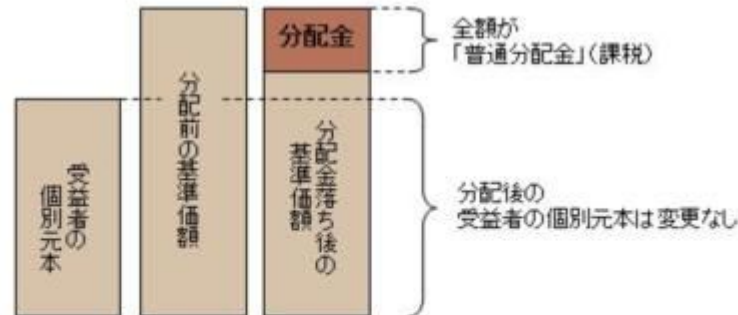 受益者の
個別元本
分配前の基準価額
分配金
分配金落ち後の
基準価額
全額が
「普通分配金」(課税)
分配後の
受益者の個別元本は変更なし